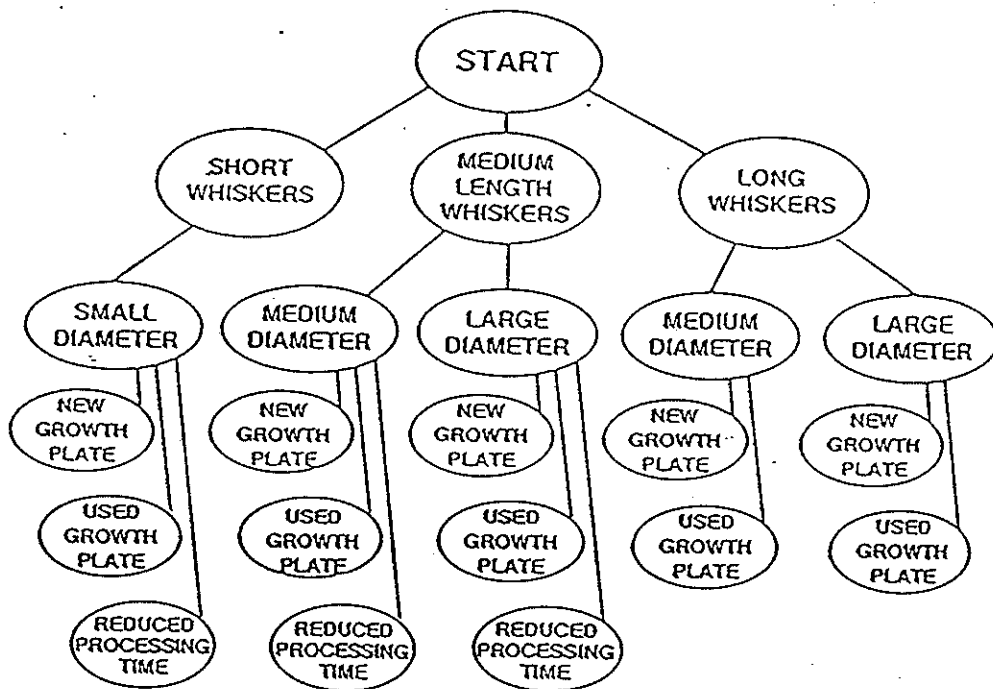 START
SHORT
WHISKERS
MEDIUM
LENGTH
WHISKERS
LONG
WHISKERS
SMALL
DIAMETER
MEDIUM
DIAMETER
LARGE
DIAMETER
MEDIUM
DIAMETER
LARGE
DIAMETER
NEW
GROWTH
PLATE
NEW
GROWTH
PLATE
NEW
GROWTH
PLATE
NEW
GROWTH
PLATE
NEW
GROWTH
PLATE
USED
GROWTH
PLATE
USED
GROWTH
PLATE
USED
GROWTH
PLATE
USED
GROWTH
PLATE
USED
GROWTH
PLATE
REDUCED
PROCESSING
TIME
REDUCED
PROCESSING
TIME
REDUCED
PROCESSING
TIME